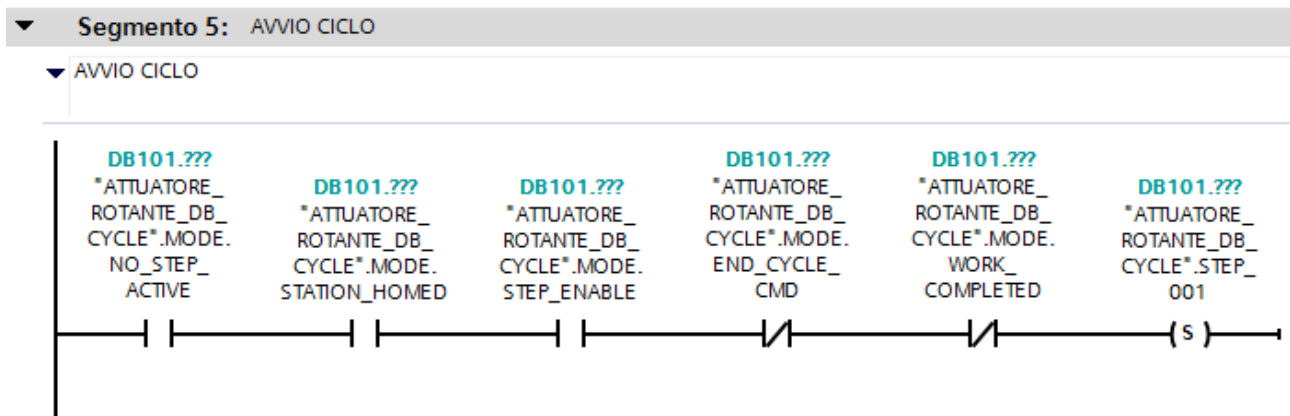 Segmento 5: AVVIO CICLO
AVVIO CICLO
DB101.???
"ATTUATORE_
ROTANTE_DB_
CYCLE".MODE.
NO_STEP_
ACTIVE
DB101.???
"ATTUATORE_
ROTANTE_DB_
CYCLE".MODE.
STATION_HOMED
DB101.???
"ATTUATORE_
ROTANTE_DB_
CYCLE".MODE.
STEP_ENABLE
DB101.???
"ATTUATORE_
ROTANTE_DB_
CYCLE".MODE.
END_CYCLE_
CMD
DB101.???
"ATTUATORE_
ROTANTE_DB_
CYCLE".MODE.
WORK_
COMPLETED
DB101.???
"ATTUATORE_
ROTANTE_DB_
CYCLE".STEP_
001
S